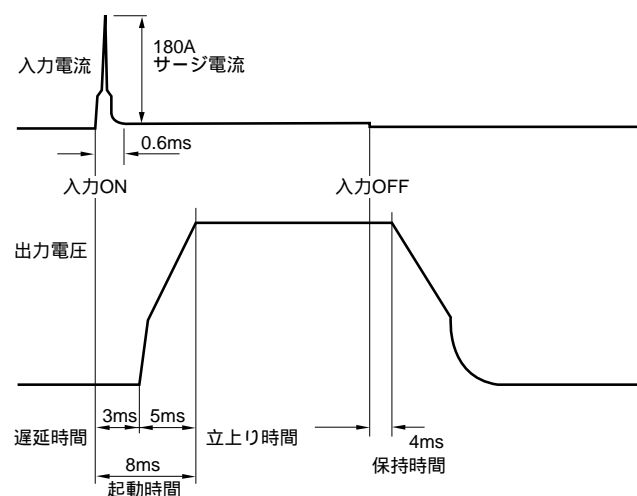 180A
サージ電流
入力電流
0.6ms
入力ON
入力OFF
出力電圧
3ms
5ms
遅延時間
立上り時間
4ms
保持時間
8ms
起動時間